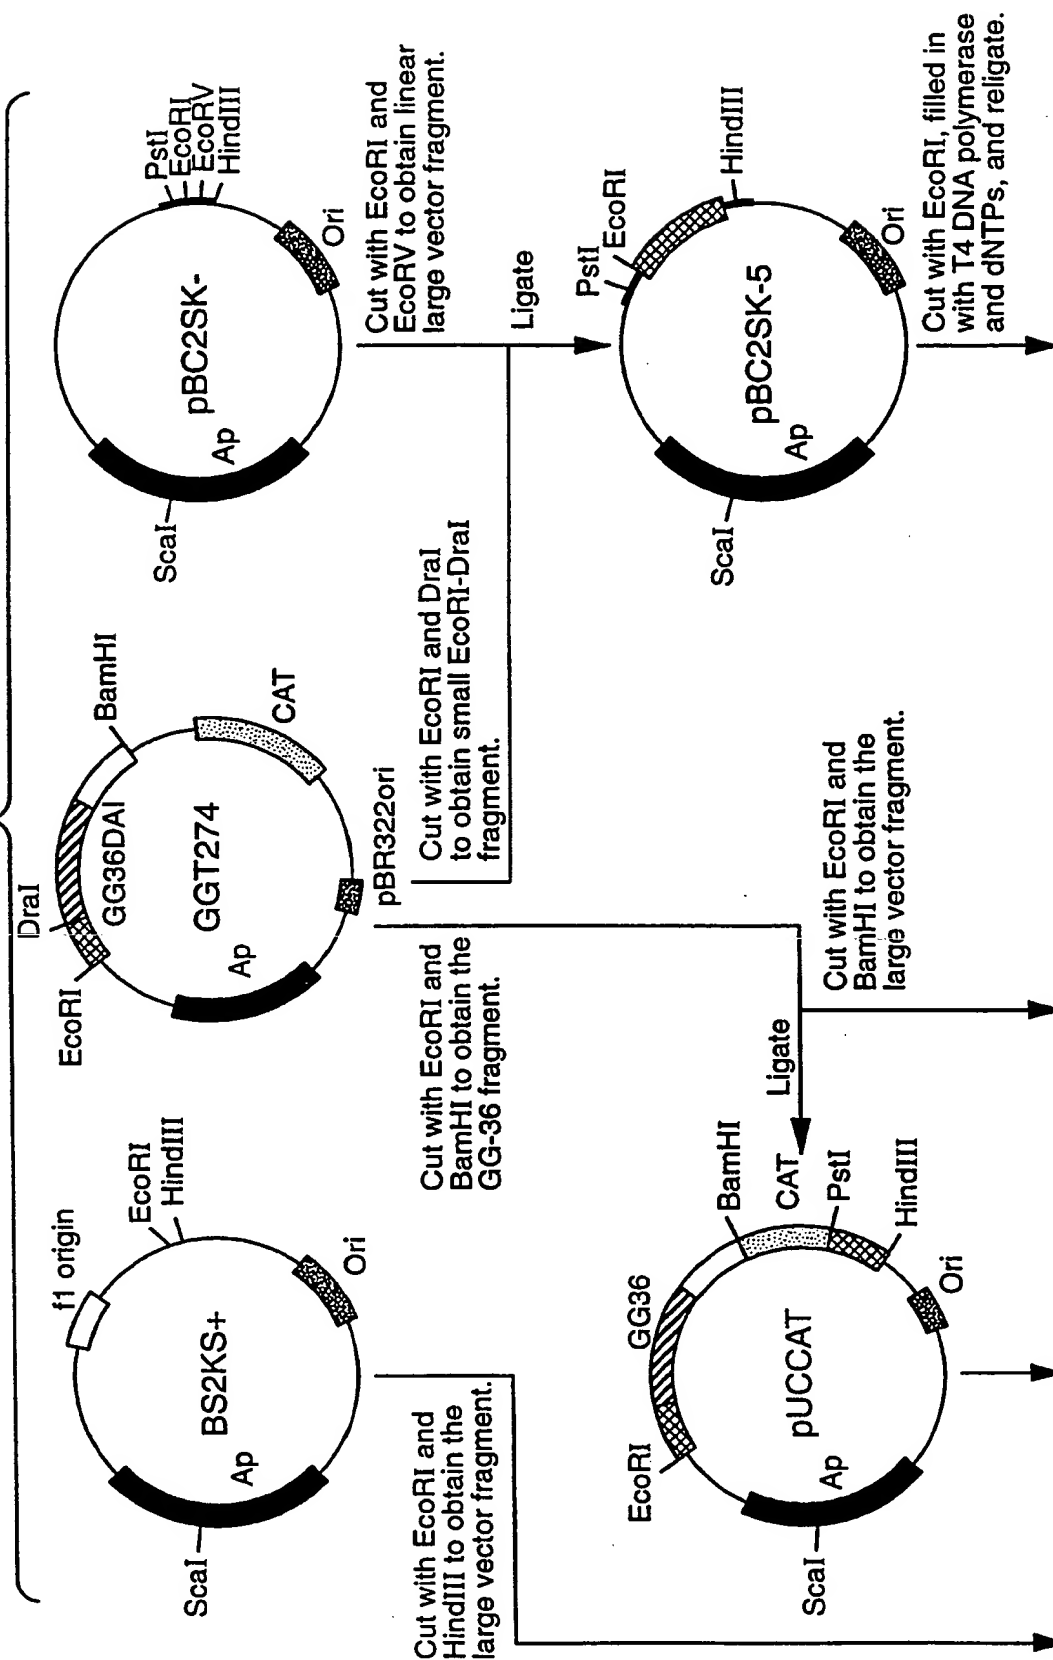 f1 origin
EcoRI
HindIII
BS2KS+
Ap
Ori
ScaI
Cut with EcoRI and
HindIII to obtain the
large vector fragment.
DraI
EcoRI
GG36DAI
BamHI
GGT274
Ap
CAT
pBR322ori
Cut with EcoRI and
BamHI to obtain the
GG-36 fragment.
Cut with EcoRI and DraI
to obtain small EcoRI-DraI
fragment.
PstI
EcoRI
EcoRV
HindIII
pBC2SK-
Ap
Ori
ScaI
Cut with EcoRI and
EcoRV to obtain linear
large vector fragment.
Ligate
GG36
EcoRI
BamHI
CAT
PstI
HindIII
pUCCAT
Ap
Ori
ScaI
Ligate
Cut with EcoRI and
BamHI to obtain the
large vector fragment.
PstI
EcoRI
HindIII
pBC2SK-5
Ap
Ori
ScaI
Cut with EcoRI, filled in
with T4 DNA polymerase
and dNTPs, and religate.